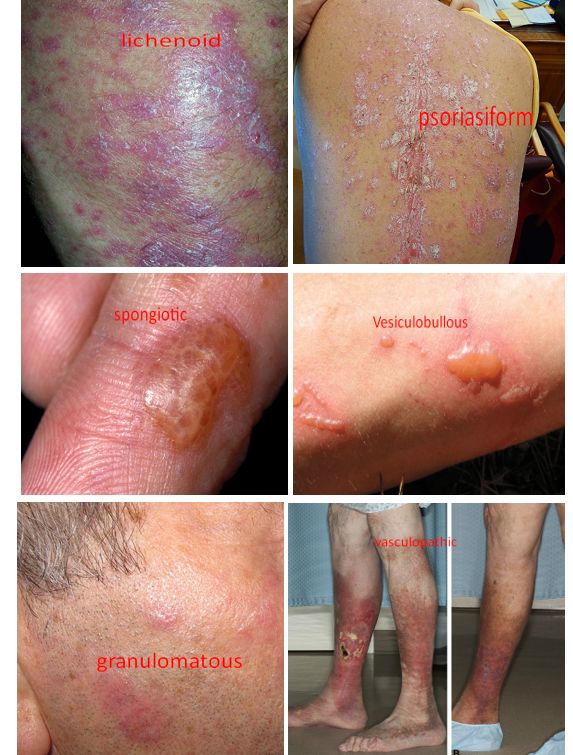 lichenoid
psoriasiform
spongiotic
Vesiculobullous
granulomatous
vasculopathic
B